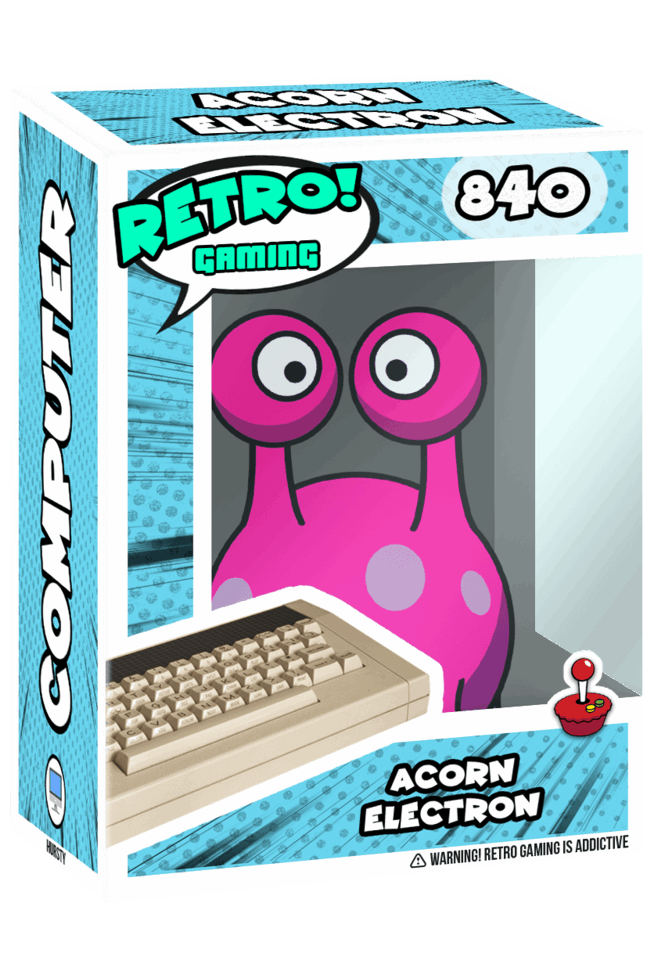 ACORN
ELECTRON
RETRO!
GAMING
840
COMPUTER
HURSTY
ACORN
ELECTRON
WARNING! RETRO GAMING IS ADDICTIVE